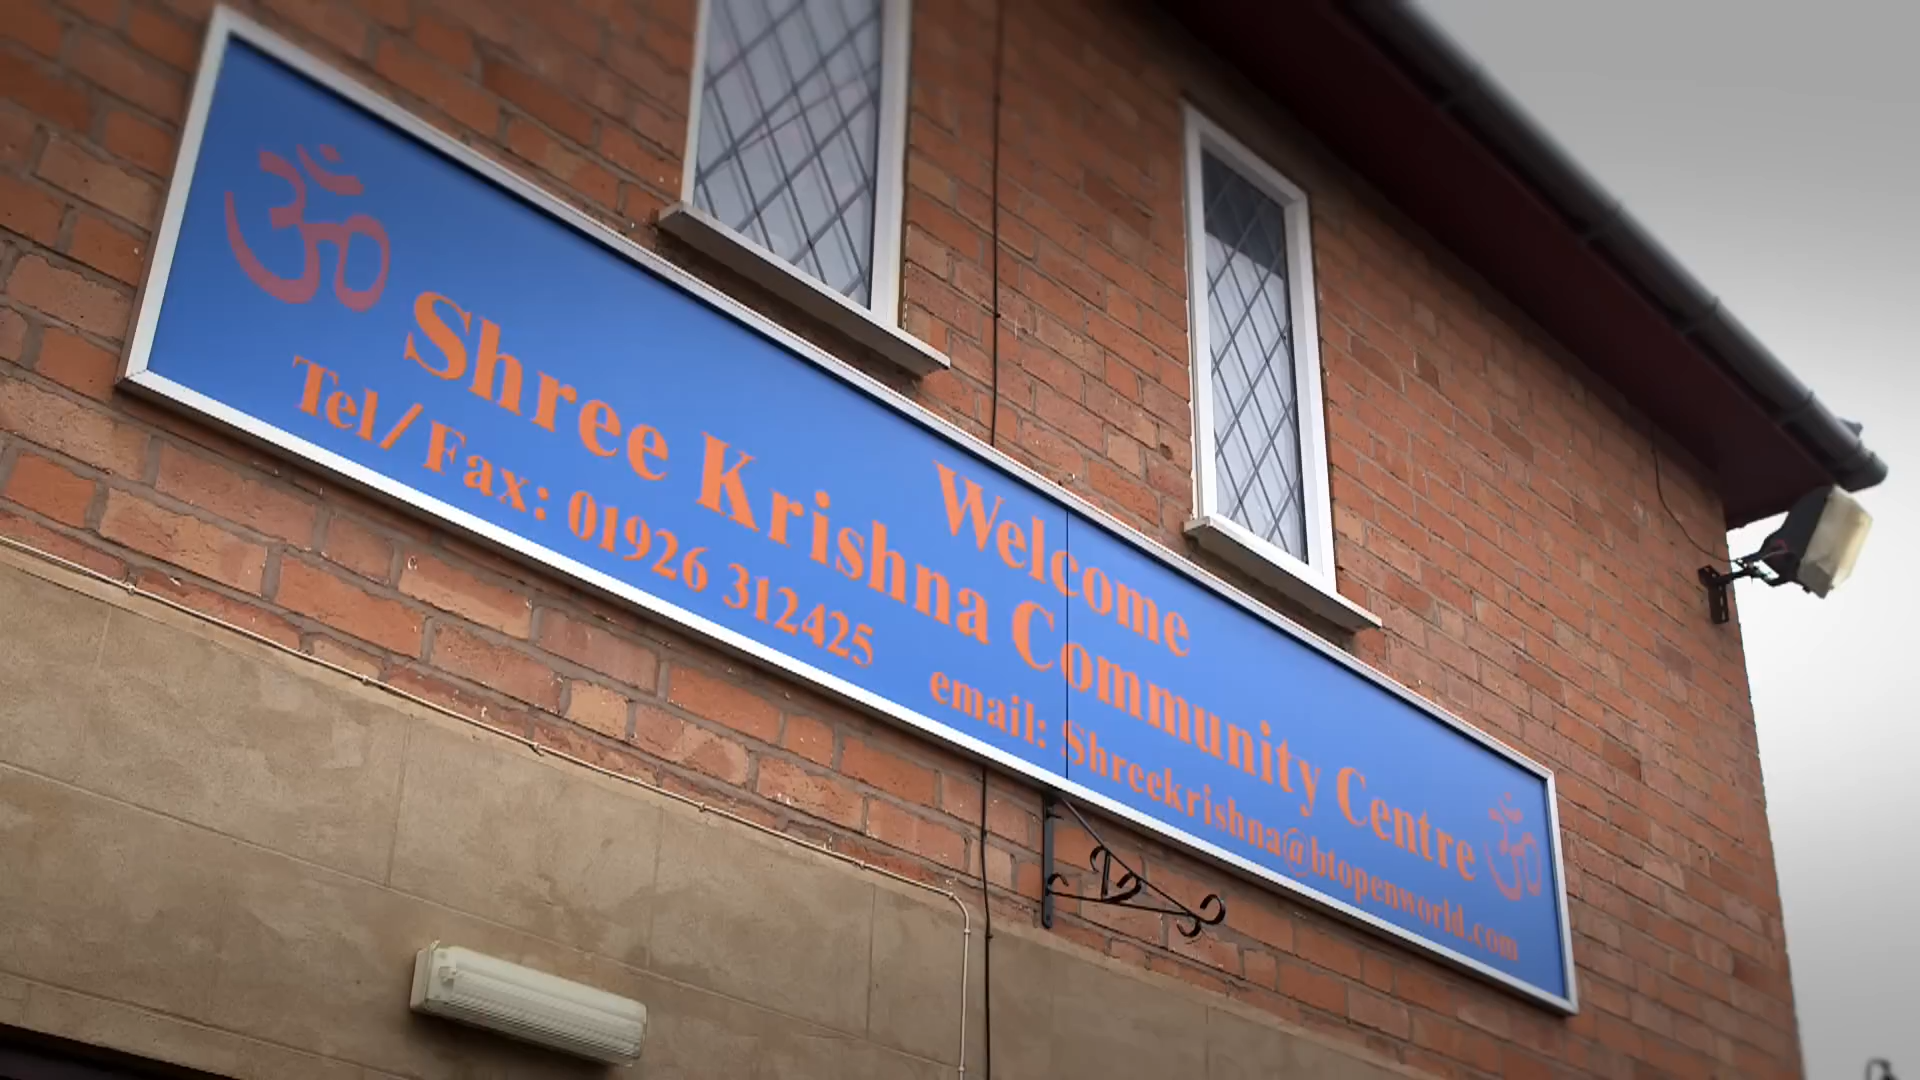 Welcome
ॐ Shree Krishna Community Centre ॐ
Tel/Fax: 01926 312425 email: Shreekrishna@btopenworld.com